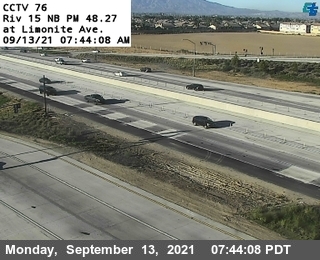 CCTV 76
Riv 15 NB PM 48.27
at Limonite Ave.
09/13/21 07:44:08 AM
Monday, September 13, 2021 07:44:08 PDT